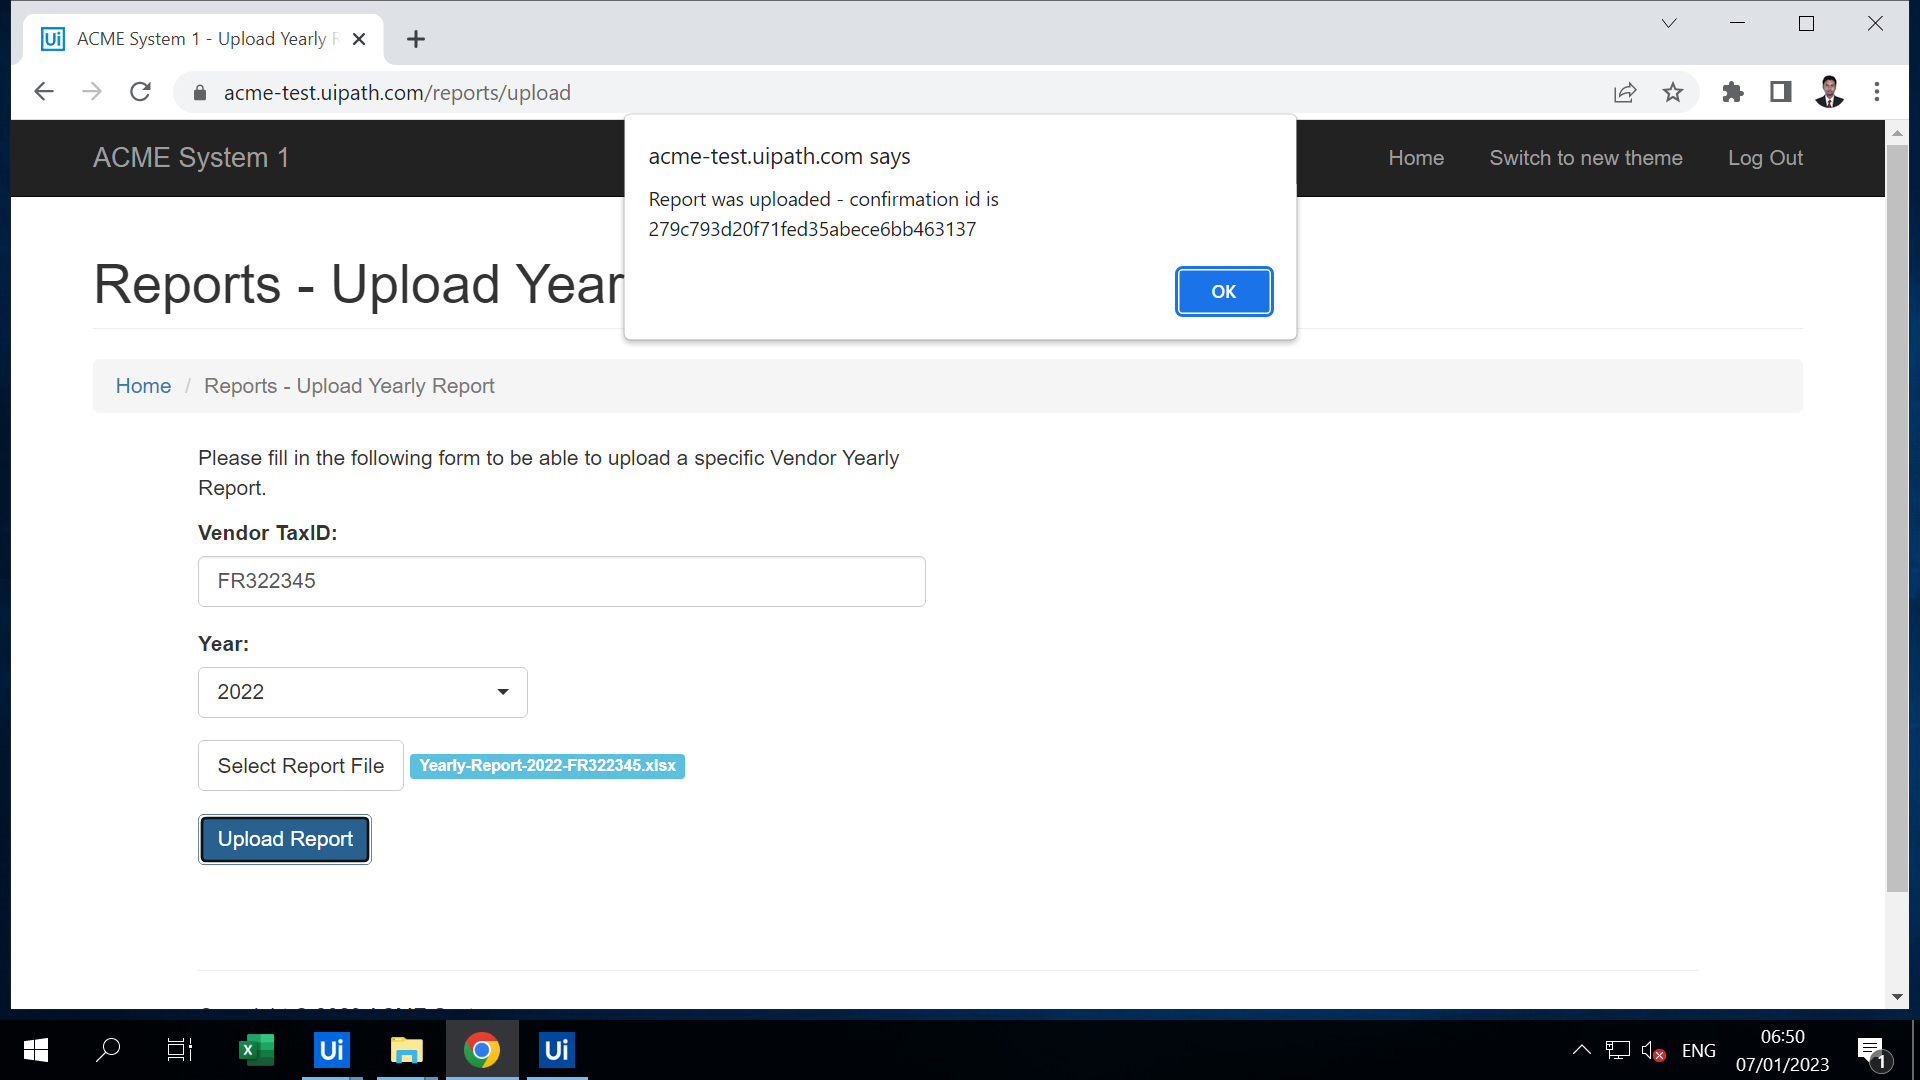 Ui ACME System 1 - Upload Yearly R
acme-test.uipath.com/reports/upload
ACME System 1
Home Switch to new theme Log Out
acme-test.uipath.com says
Report was uploaded - confirmation id is
279c793d20f71fed35abece6bb463137
OK
Reports - Upload Year
Home / Reports - Upload Yearly Report
Please fill in the following form to be able to upload a specific Vendor Yearly
Report.
Vendor TaxID:
FR322345
Year:
2022
Select Report File Yearly-Report-2022-FR322345.xlsx
Upload Report
Ui Ui ENG 06:50
07/01/2023 1